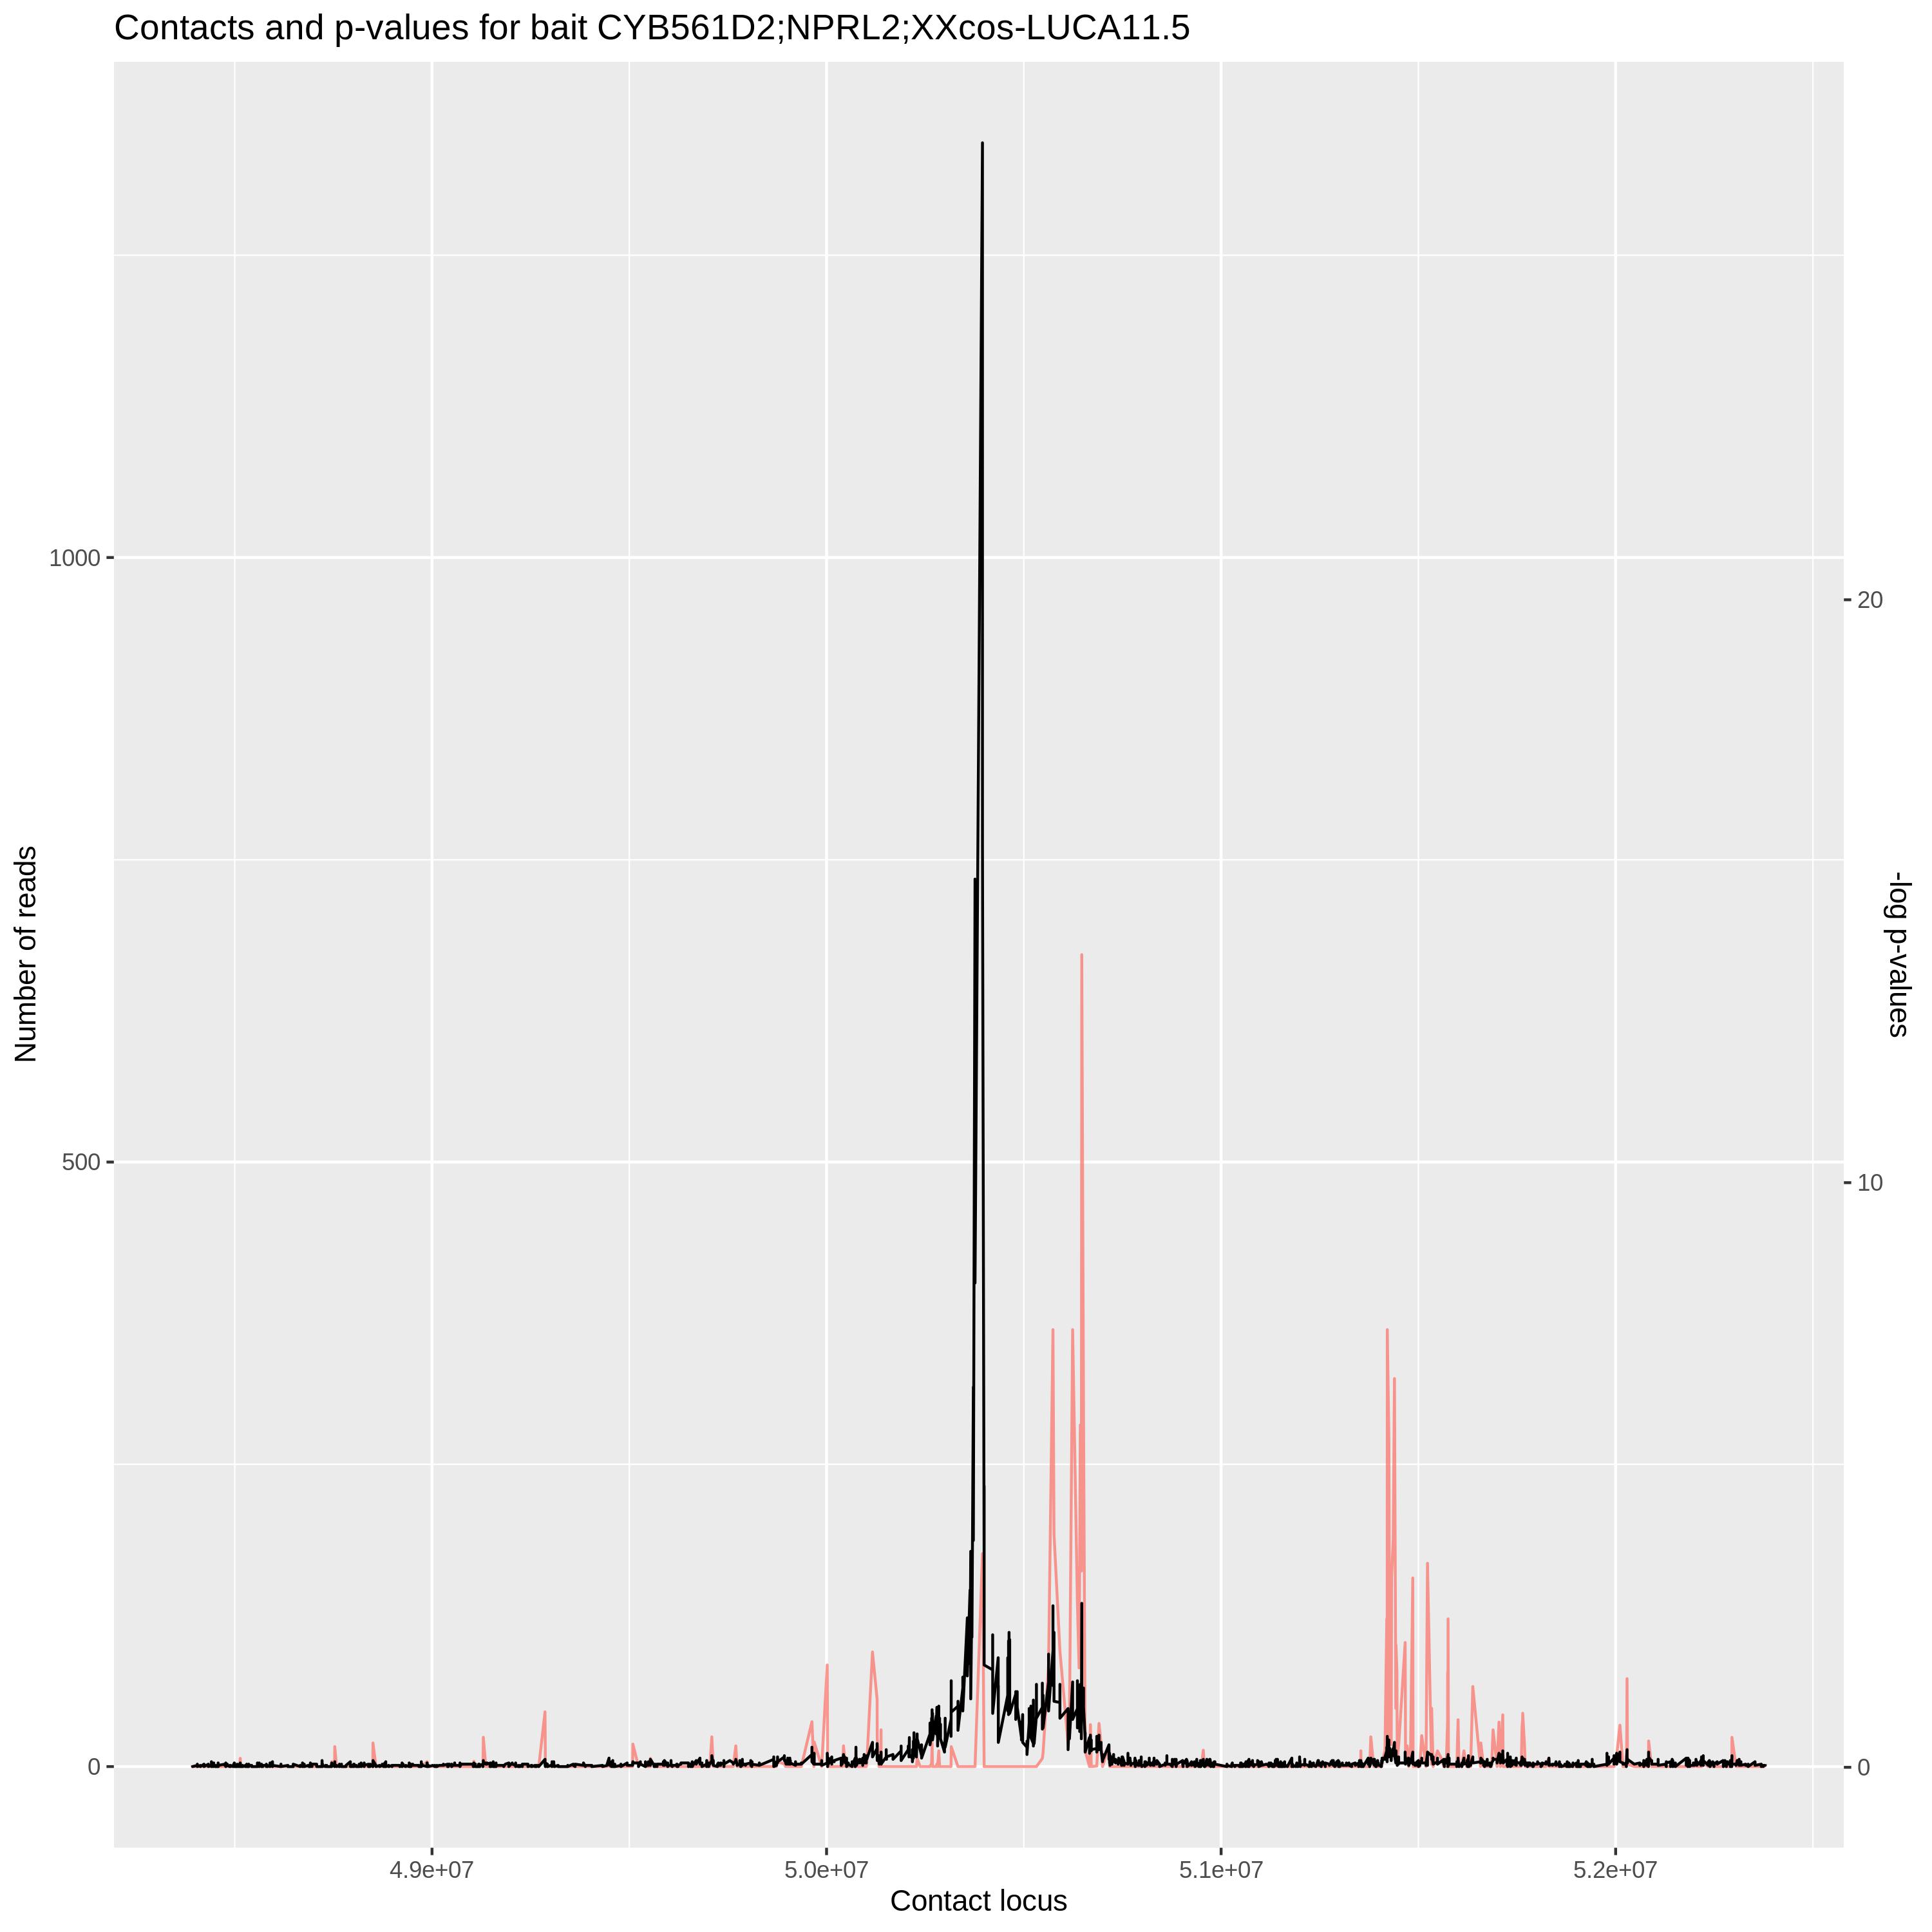 Contacts and p-values for bait CYB561D2;NPRL2;XXcos-LUCA11.5
1000
500
0
Number of reads
20
10
0
-log p-values
4.9e+07 5.0e+07 5.1e+07 5.2e+07
Contact locus